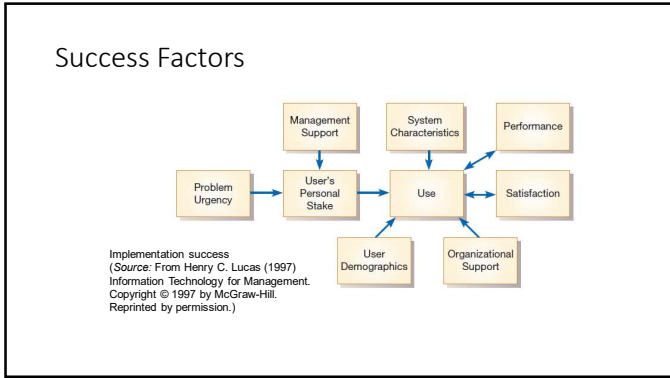 Success Factors
Management
Support
System
Characteristics
Performance
Problem
Urgency
User's
Personal
Stake
Use
Satisfaction
User
Demographics
Organizational
Support
Implementation success
(Source: From Henry C. Lucas (1997)
Information Technology for Management.
Copyright © 1997 by McGraw-Hill.
Reprinted by permission.)